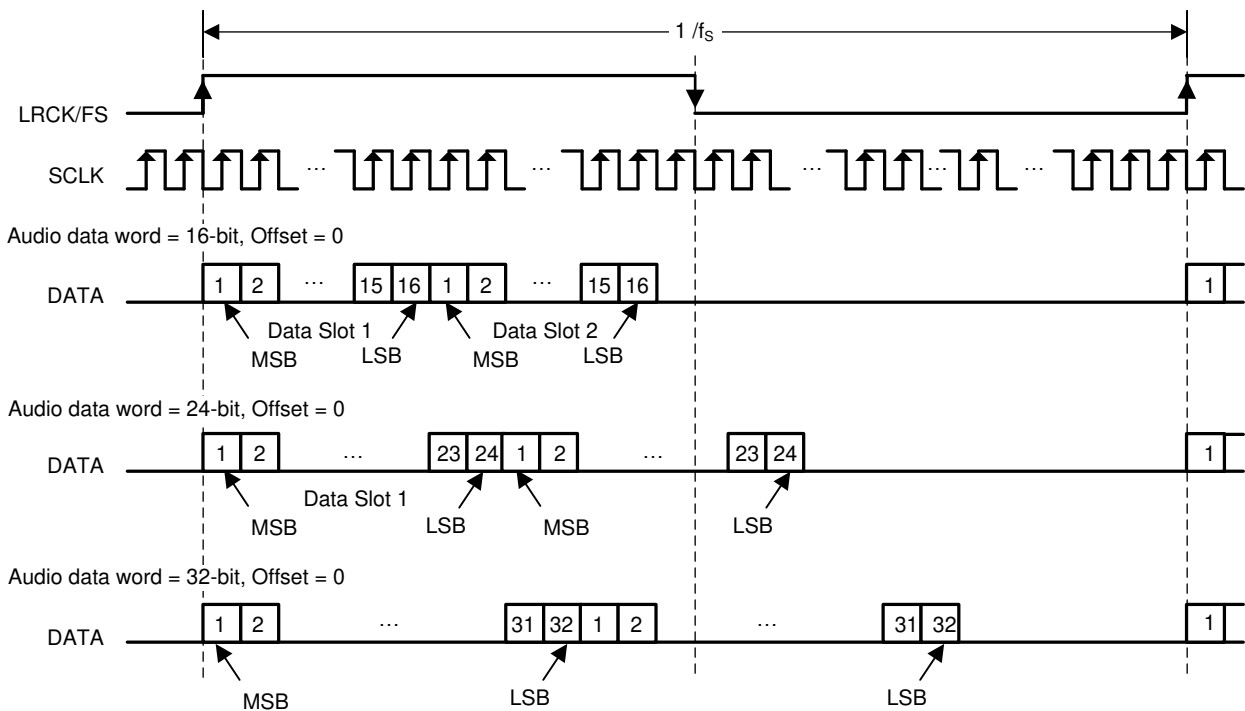 1 /fS
LRCK/FS
SCLK … … … … …
Audio data word = 16-bit, Offset = 0
DATA 1 2 … 15 16 1 2 … 15 16 1
Data Slot 1 Data Slot 2
MSB LSB MSB LSB
Audio data word = 24-bit, Offset = 0
DATA 1 2 … 23 24 1 2 … 23 24 1
Data Slot 1
MSB LSB MSB LSB
Audio data word = 32-bit, Offset = 0
DATA 1 2 … 31 32 1 2 … 31 32 1
MSB LSB LSB